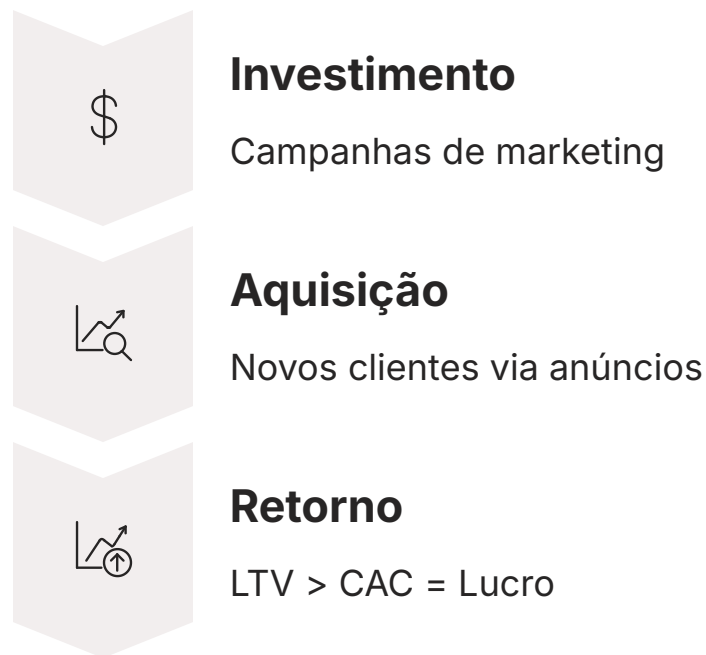 Investimento
Campanhas de marketing
Aquisição
Novos clientes via anúncios
Retorno
LTV > CAC = Lucro